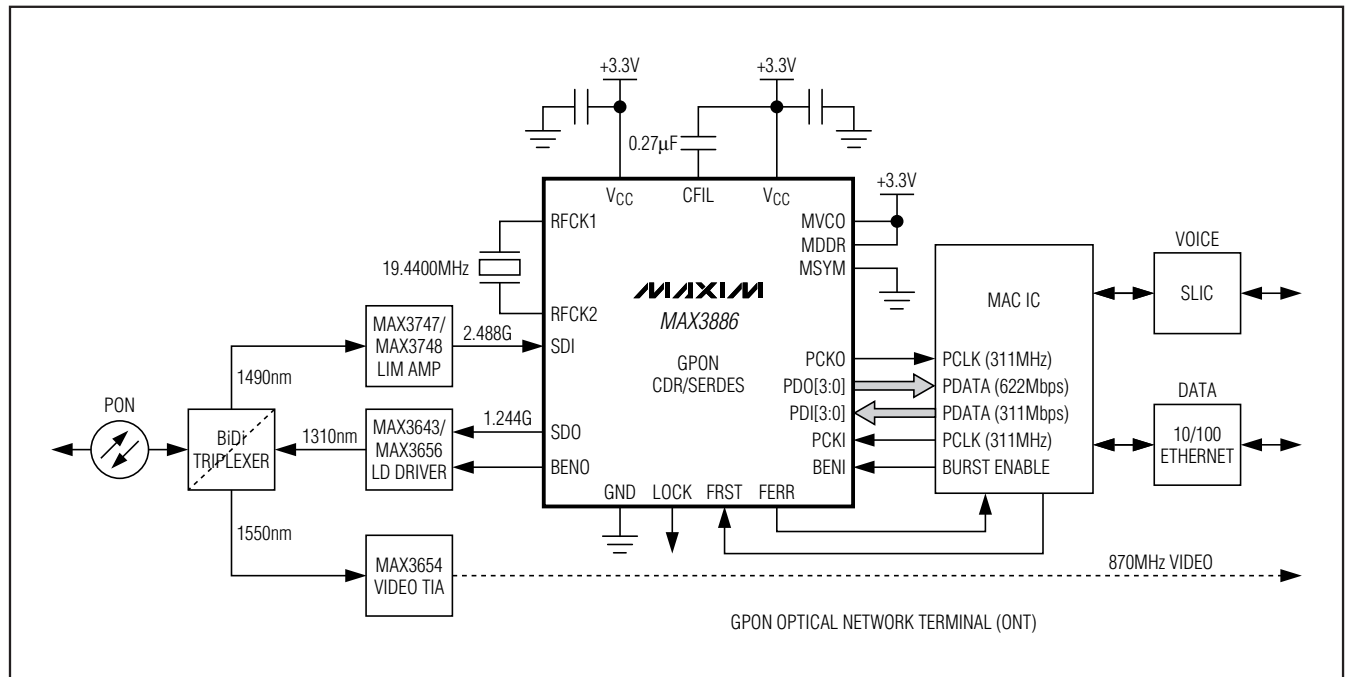 +3.3V
+3.3V
0.27μF
+3.3V
VCC
CFIL
VCC
RFCK1
MVCO
MDDR
MSYM
19.4400MHz
RFCK2
MAXIM
MAX3886
GPON
CDR/SERDES
MAC IC
VOICE
SLIC
MAX3747/
MAX3748
LIM AMP
2.488G
SDI
1490nm
PCKO
PCLK (311MHz)
PDO[3:0]
PDATA (622Mbps)
PDI[3:0]
PDATA (311Mbps)
PCKI
PCLK (311MHz)
BENI
BURST ENABLE
DATA
10/100
ETHERNET
PON
BiDi
TRIPLEXER
1310nm
MAX3643/
MAX3656
LD DRIVER
1.244G
SDO
BENO
GND
LOCK
FRST
FERR
1550nm
MAX3654
VIDEO TIA
870MHz VIDEO
GPON OPTICAL NETWORK TERMINAL (ONT)